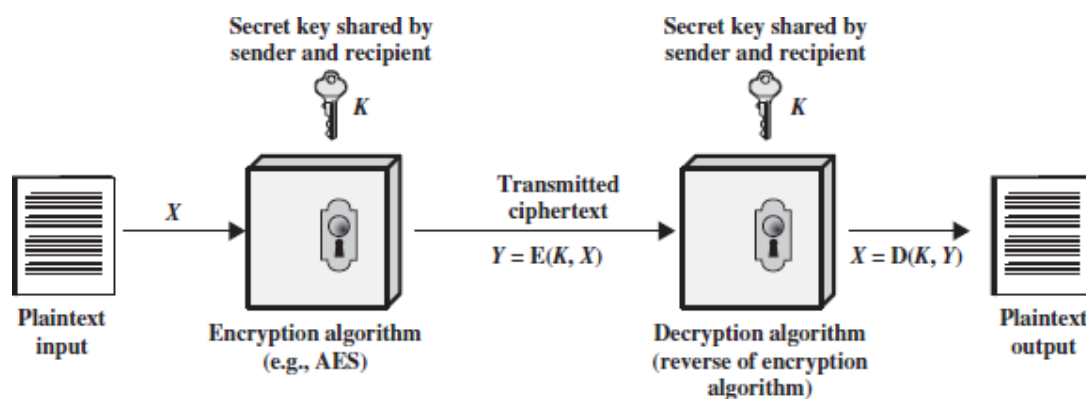 Secret key shared by
sender and recipient
K
Secret key shared by
sender and recipient
K
X
Transmitted
ciphertext
Y = E(K, X)
X = D(K, Y)
Plaintext
input
Encryption algorithm
(e.g., AES)
Decryption algorithm
(reverse of encryption
algorithm)
Plaintext
output